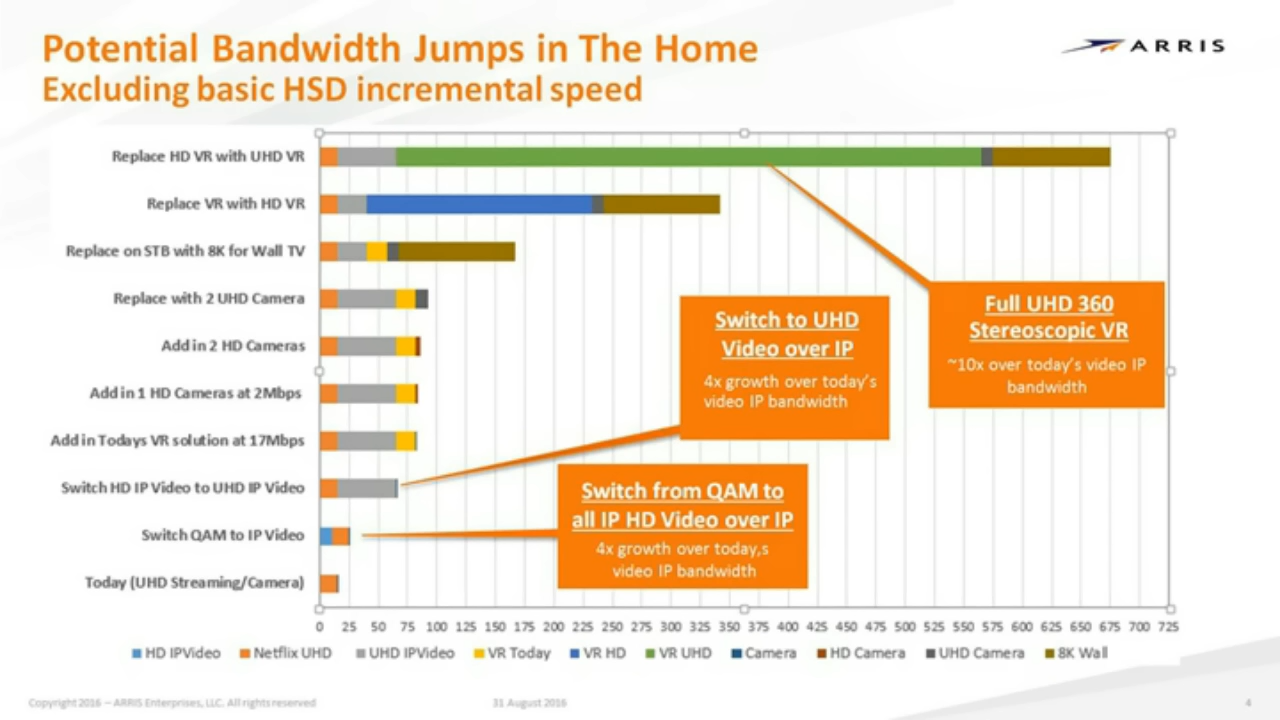 Potential Bandwidth Jumps in The Home
Excluding basic HSD incremental speed
ARRIS
Replace HD VR with UHD VR
Replace VR with HD VR
Replace on STB with 8K for Wall TV
Replace with 2 UHD Camera
Add in 2 HD Cameras
Add in 1 HD Cameras at 2Mbps
Add in Todays VR solution at 17Mbps
Switch HD IP Video to UHD IP Video
Switch QAM to IP Video
Today (UHD Streaming/Camera)
Full UHD 360
Stereoscopic VR
~10x over today's video IP
bandwidth
Switch to UHD
Video over IP
4x growth over today's
video IP bandwidth
Switch from QAM to
all IP HD Video over IP
4x growth over today,s
video IP bandwidth
0 25 50 75 100 125 150 175 200 225 250 275 300 325 350 375 400 425 450 475 500 525 550 575 600 625 650 675 700 725
HD IPVideo Netflix UHD UHD IPVideo VR Today VR HD VR UHD Camera HD Camera UHD Camera 8K Wall
Copyright 2016 – ARRIS Enterprises, LLC. All rights reserved 31 August 2016 4